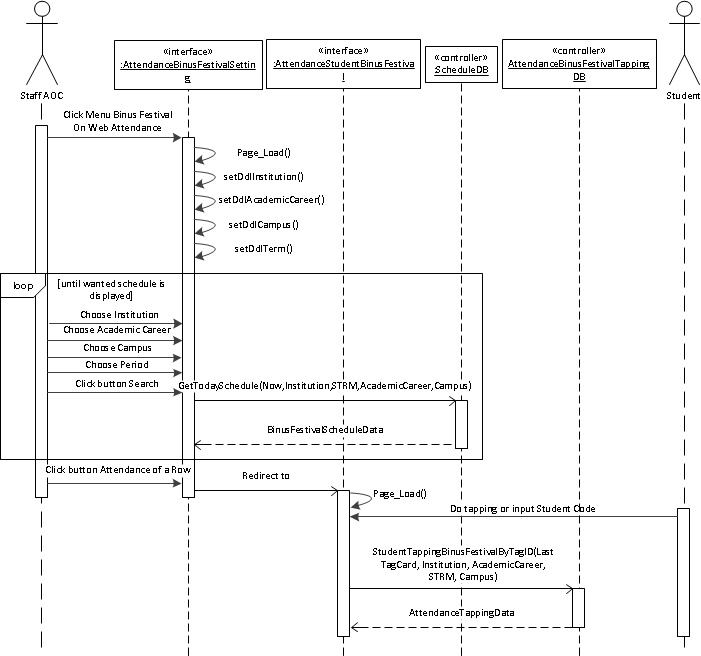 «interface»
:AttendanceBinusFestivalSettin
g
«interface»
:AttendanceStudentBinusFestiva
l
«controller»
ScheduleDB
«controller»
AttendanceBinusFestivalTapping
DB
Staff AOC
Student
Click Menu Binus Festival
On Web Attendance
Page_Load()
setDdlInstitution()
setDdlAcademicCareer()
setDdlCampus()
setDdlTerm()
loop
[until wanted schedule is
displayed]
Choose Institution
Choose Academic Career
Choose Campus
Choose Period
Click button Search
GetTodaySchedule(Now,Institution,STRM,AcademicCareer,Campus)
BinusFestivalScheduleData
Click button Attendance of a Row
Redirect to
Page_Load()
Do tapping or input Student Code
StudentTappingBinusFestivalByTagID(Last
TagCard, Institution, AcademicCareer,
STRM, Campus)
AttendanceTappingData